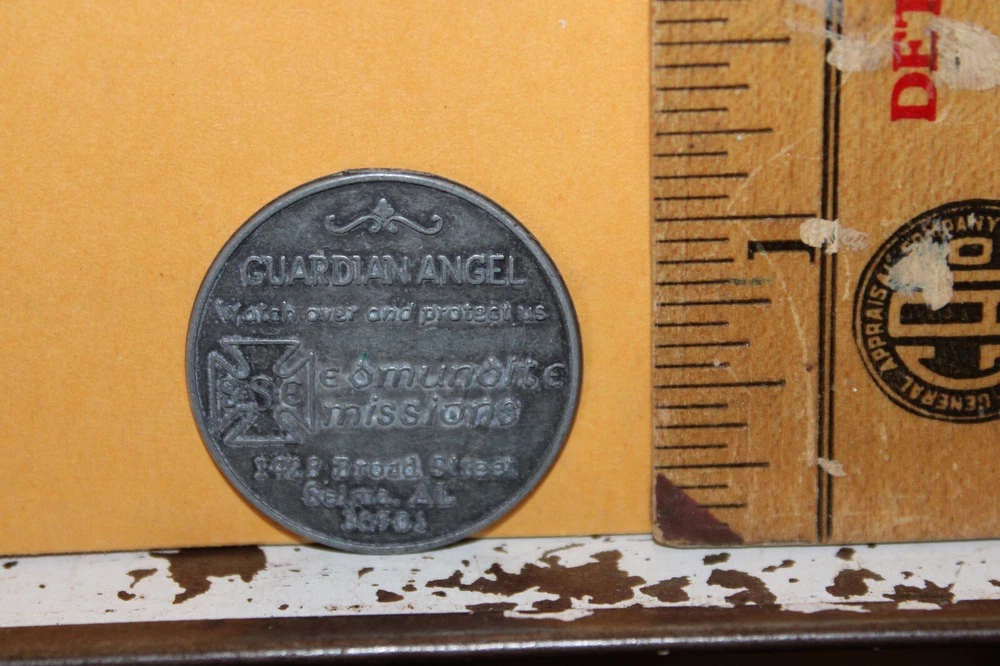 GUARDIAN ANGEL
Watch over and protect us
SSE
edmundite
missions
1428 Broad Street
Selma, AL
36701
DET
1
GENERAL APPRAISAL COMPANY